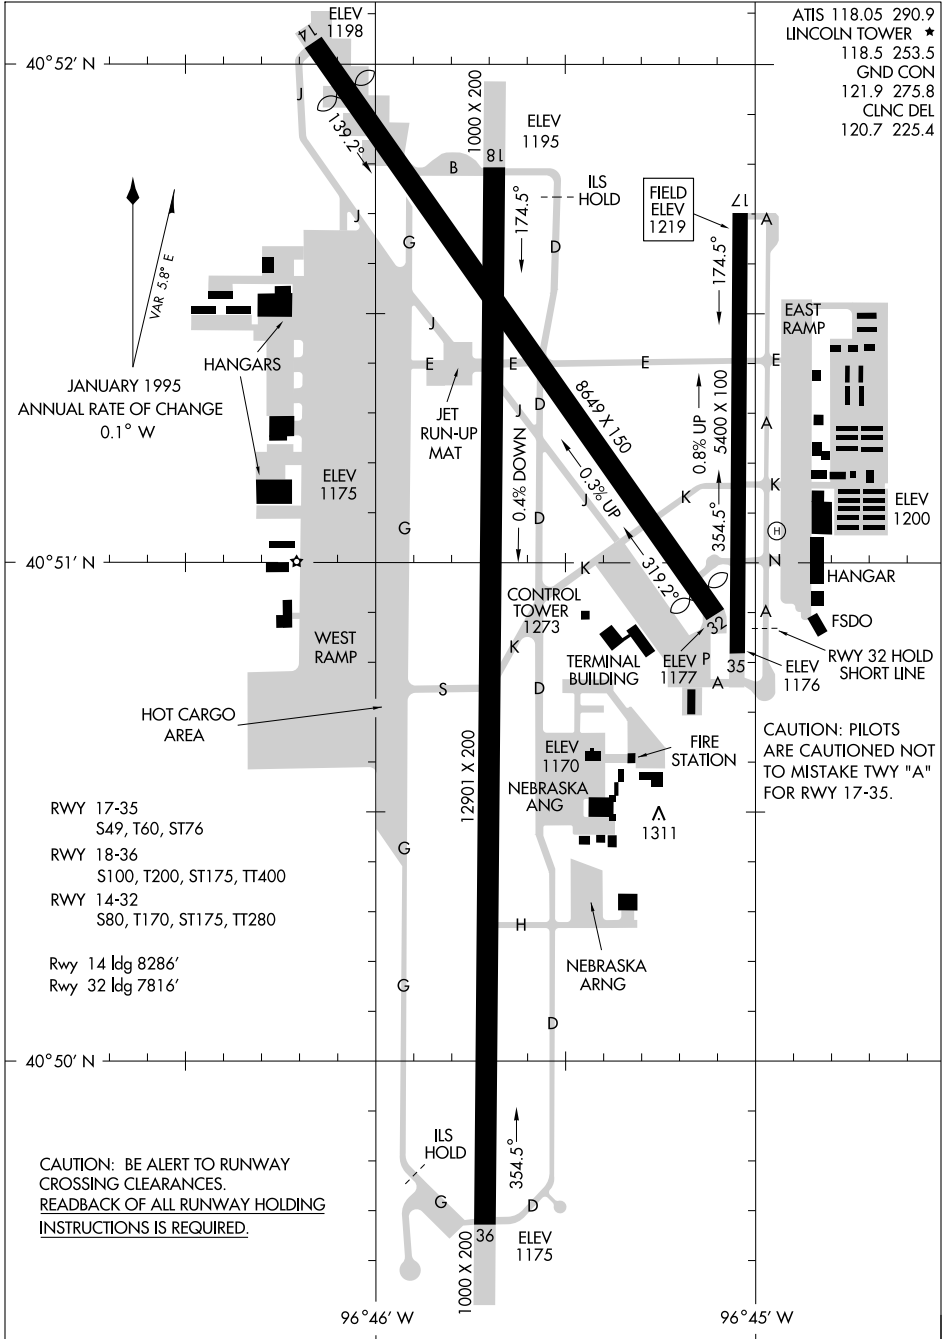 ATIS 118.05 290.9
LINCOLN TOWER ★
118.5 253.5
GND CON
121.9 275.8
CLNC DEL
120.7 225.4
14
ELEV
1198
40°52′ N
J
139.2°
1000 X 200
ELEV
1195
18
B
ILS
HOLD
FIELD
ELEV
1219
17
A
174.5°
174.5°
J
G
D
VAR 5.8° E
JANUARY 1995
ANNUAL RATE OF CHANGE
0.1° W
HANGARS
J
E
E
E
E
EAST
RAMP
JET
RUN-UP
MAT
J
D
8649 X 150
0.8% UP
5400 X 100
A
ELEV
1175
0.4% DOWN
0.3% UP
J
K
K
ELEV
1200
G
D
354.5°
H
40°51′ N
K
319.2°
N
HANGAR
CONTROL
TOWER
1273
32
A
FSDO
WEST
RAMP
K
TERMINAL
BUILDING
ELEV P
1177
35
ELEV
1176
RWY 32 HOLD
SHORT LINE
S
D
A
HOT CARGO
AREA
ELEV
1170
FIRE
STATION
CAUTION: PILOTS
ARE CAUTIONED NOT
TO MISTAKE TWY "A"
FOR RWY 17-35.
NEBRASKA
ANG
1311
12901 X 200
RWY 17-35
S49, T60, ST76
RWY 18-36
S100, T200, ST175, TT400
RWY 14-32
S80, T170, ST175, TT280
Rwy 14 ldg 8286′
Rwy 32 ldg 7816′
G
H
NEBRASKA
ARNG
G
D
40°50′ N
ILS
HOLD
354.5°
CAUTION: BE ALERT TO RUNWAY
CROSSING CLEARANCES.
READBACK OF ALL RUNWAY HOLDING
INSTRUCTIONS IS REQUIRED.
G
D
36
ELEV
1175
1000 X 200
96°46′ W
96°45′ W